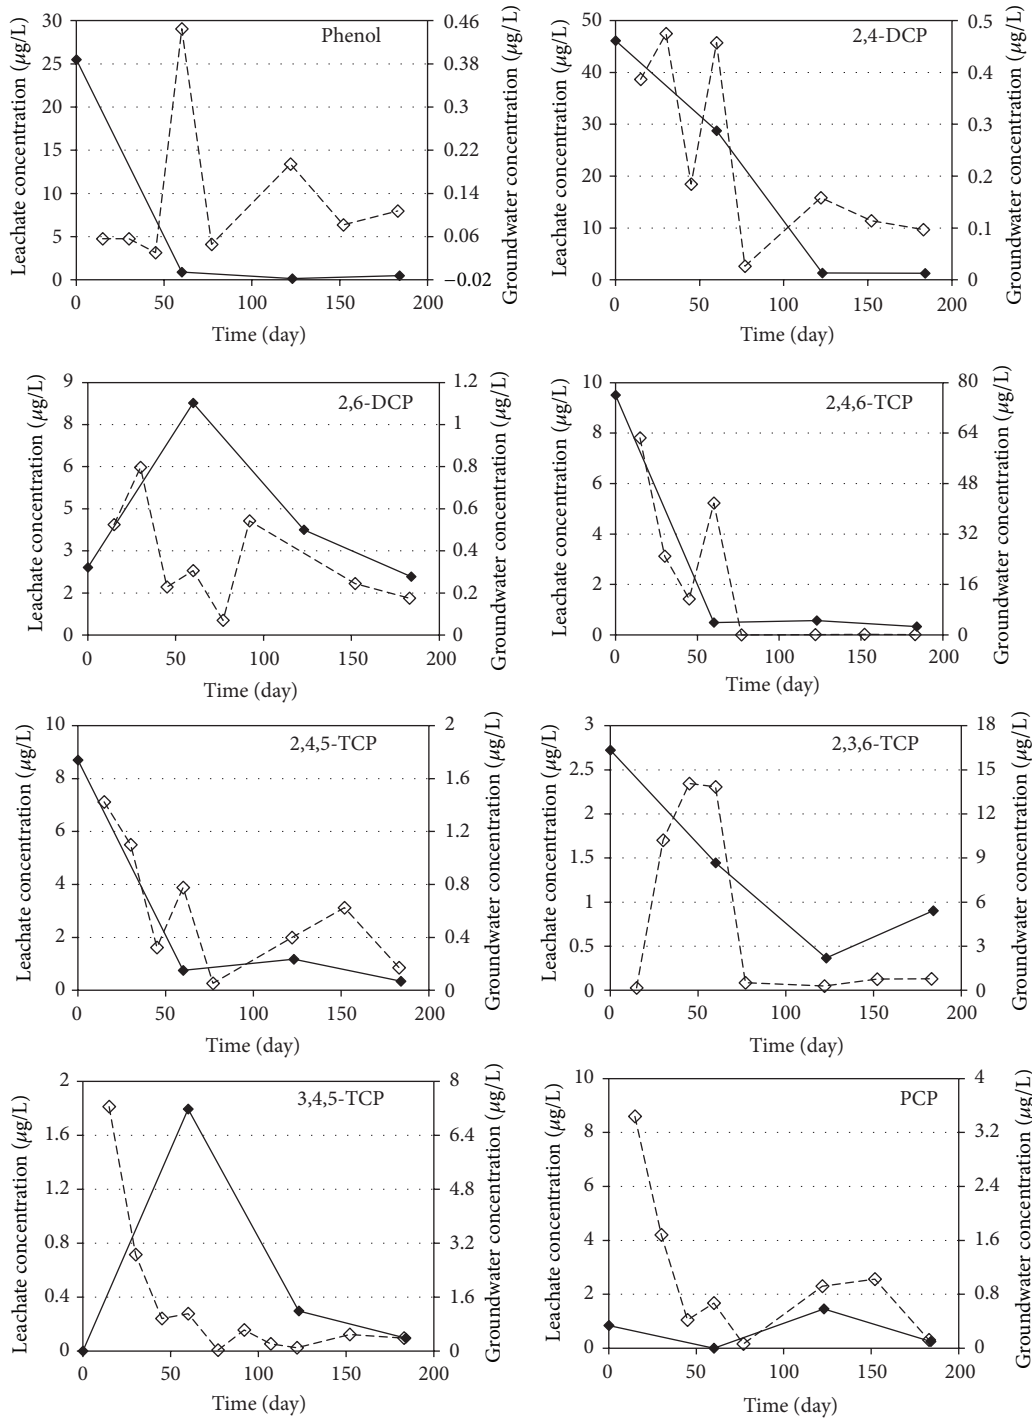 Phenol
Leachate concentration (μg/L)
30
25
20
15
10
5
0
0.46
0.38
0.3
0.22
0.14
0.06
−0.02
Groundwater concentration (μg/L)
0 50 100 150 200
Time (day)
2,4-DCP
Leachate concentration (μg/L)
50
40
30
20
10
0
0.5
0.4
0.3
0.2
0.1
0
Groundwater concentration (μg/L)
0 50 100 150 200
Time (day)
2,6-DCP
Leachate concentration (μg/L)
9
8
6
5
3
2
0
1.2
1
0.8
0.6
0.4
0.2
0
Groundwater concentration (μg/L)
0 50 100 150 200
Time (day)
2,4,6-TCP
Leachate concentration (μg/L)
10
8
6
4
2
0
80
64
48
32
16
0
Groundwater concentration (μg/L)
0 50 100 150 200
Time (day)
2,4,5-TCP
Leachate concentration (μg/L)
10
8
6
4
2
0
2
1.6
1.2
0.8
0.4
0
Groundwater concentration (μg/L)
0 50 100 150 200
Time (day)
2,3,6-TCP
Leachate concentration (μg/L)
3
2.5
2
1.5
1
0.5
0
18
15
12
9
6
3
0
Groundwater concentration (μg/L)
0 50 100 150 200
Time (day)
3,4,5-TCP
Leachate concentration (μg/L)
2
1.6
1.2
0.8
0.4
0
8
6.4
4.8
3.2
1.6
0
Groundwater concentration (μg/L)
0 50 100 150 200
Time (day)
PCP
Leachate concentration (μg/L)
10
8
6
4
2
0
4
3.2
2.4
1.6
0.8
0
Groundwater concentration (μg/L)
0 50 100 150 200
Time (day)